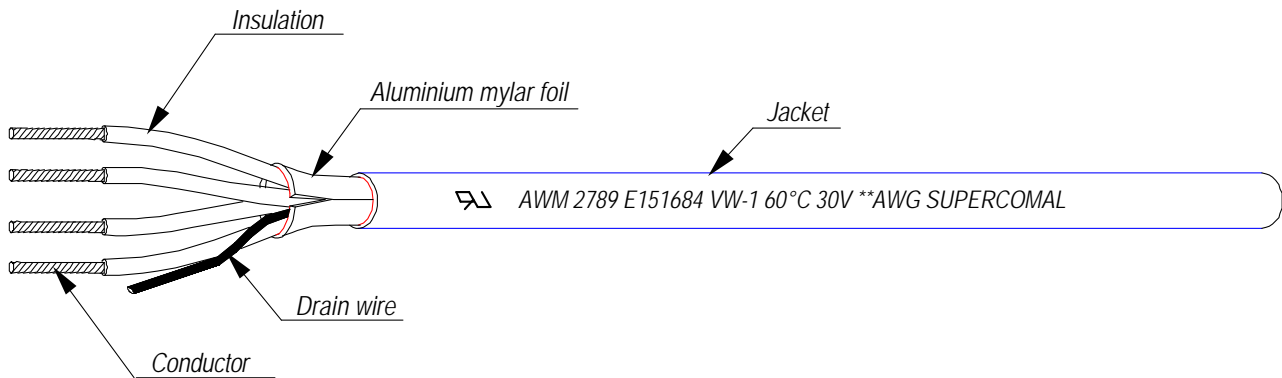 Insulation
Aluminium mylar foil
Jacket
AWM 2789 E151684 VW-1 60°C 30V **AWG SUPERCOMAL
Drain wire
Conductor